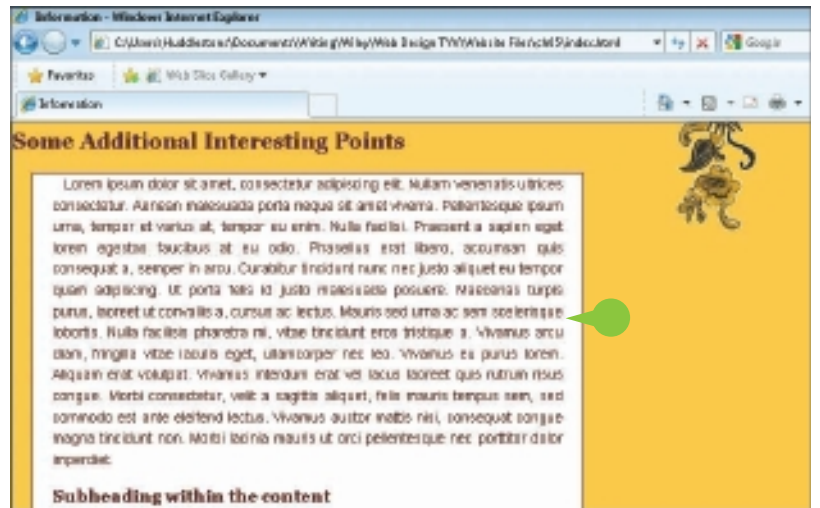 Information - Windows Internet Explorer
Google
Favorites Web Slice Gallery
Information
Some Additional Interesting Points
Lorem ipsum dolor sit amet, consectetur adipiscing elit. Nullam venenatis ultrices
consectetur. Aenean malesuada porta neque sit amet viverra. Pellentesque ipsum
urna, tempor et varius at, tempor eu enim. Nulla facilisi. Praesent a sapien eget
lorem egestas faucibus at eu odio. Phasellus erat libero, accumsan quis
consequat a, semper in arcu. Curabitur tincidunt nunc nec justo aliquet eu tempor
quam adipiscing. Ut porta felis id justo malesuada posuere. Maecenas turpis
purus, laoreet ut convallis a, cursus ac lectus. Mauris sed urna ac sem scelerisque
lobortis. Nulla facilisis pharetra mi, vitae tincidunt eros tristique a. Vivamus arcu
diam, fringilla vitae iaculis eget, ullamcorper nec leo. Vivamus eu purus lorem.
Aliquam erat volutpat. Vivamus interdum erat vel lacus laoreet quis rutrum risus
congue. Morbi consectetur, velit a sagittis aliquet, felis mauris tempus sem, sed
commodo est ante eleifend lectus. Vivamus auctor mattis nisi, consequat congue
magna tincidunt non. Morbi lacinia mauris ut orci pellentesque nec porttitor dolor
imperdiet.
Subheading within the content